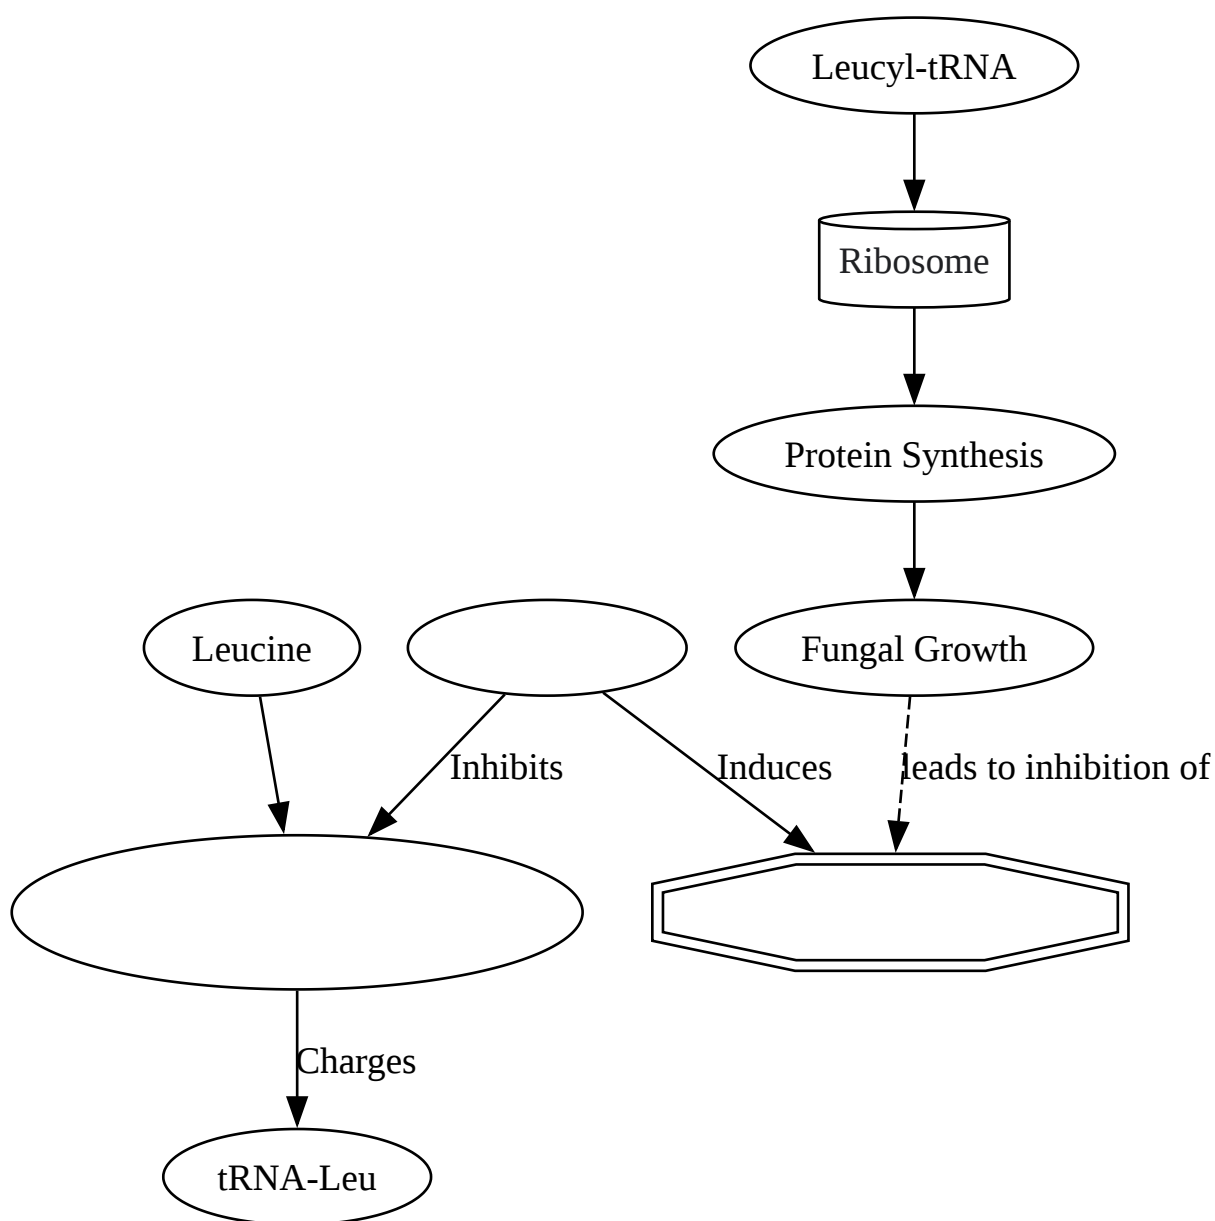 Leucyl-tRNA
Ribosome
Protein Synthesis
Leucine
Fungal Growth
Inhibits
Induces
leads to inhibition of
Charges
tRNA-Leu